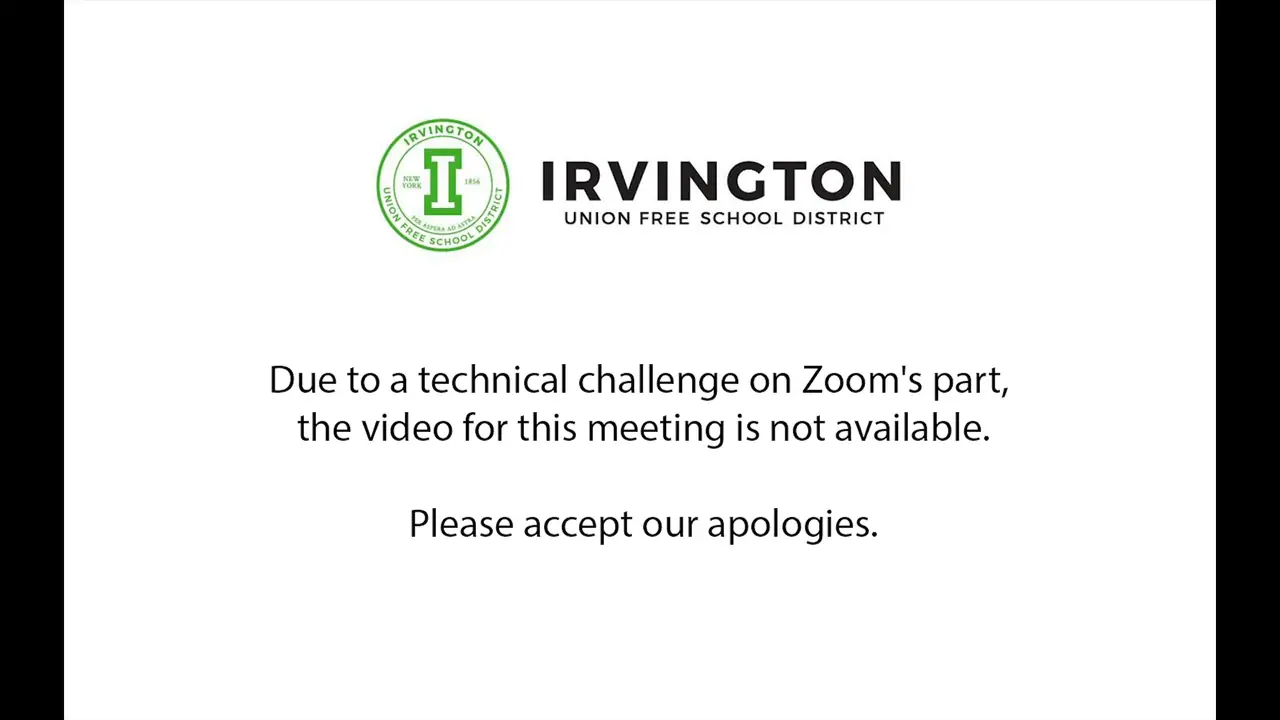 IRVINGTON
NEW YORK
1856
PER ASPERA AD ASTRA
UNION FREE SCHOOL DISTRICT
I
IRVINGTON
UNION FREE SCHOOL DISTRICT
Due to a technical challenge on Zoom's part,
the video for this meeting is not available.
Please accept our apologies.